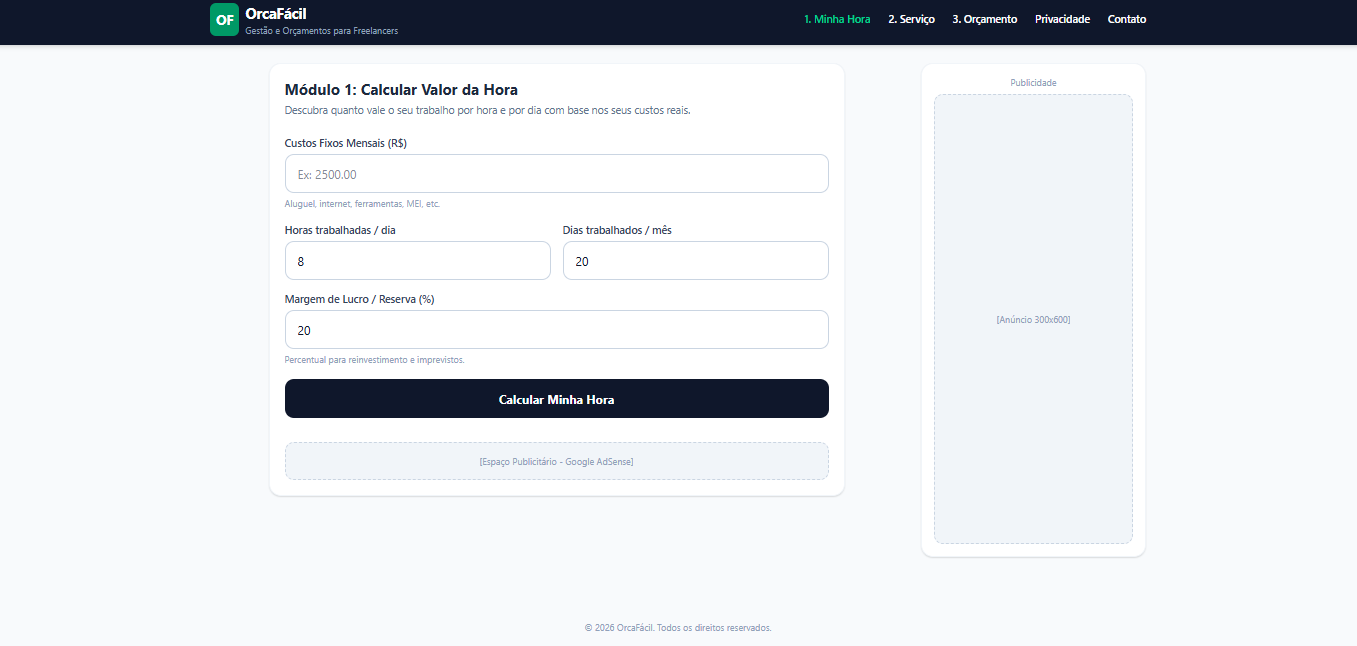 OF
OrcaFácil
Gestão e Orçamentos para Freelancers
1. Minha Hora
2. Serviço
3. Orçamento
Privacidade
Contato
Módulo 1: Calcular Valor da Hora
Descubra quanto vale o seu trabalho por hora e por dia com base nos seus custos reais.
Custos Fixos Mensais (R$)
Ex: 2500.00
Aluguel, internet, ferramentas, MEI, etc.
Horas trabalhadas / dia
8
Dias trabalhados / mês
20
Margem de Lucro / Reserva (%)
20
Percentual para reinvestimento e imprevistos.
Calcular Minha Hora
[Espaço Publicitário - Google AdSense]
Publicidade
[Anúncio 300x600]
© 2026 OrcaFácil. Todos os direitos reservados.